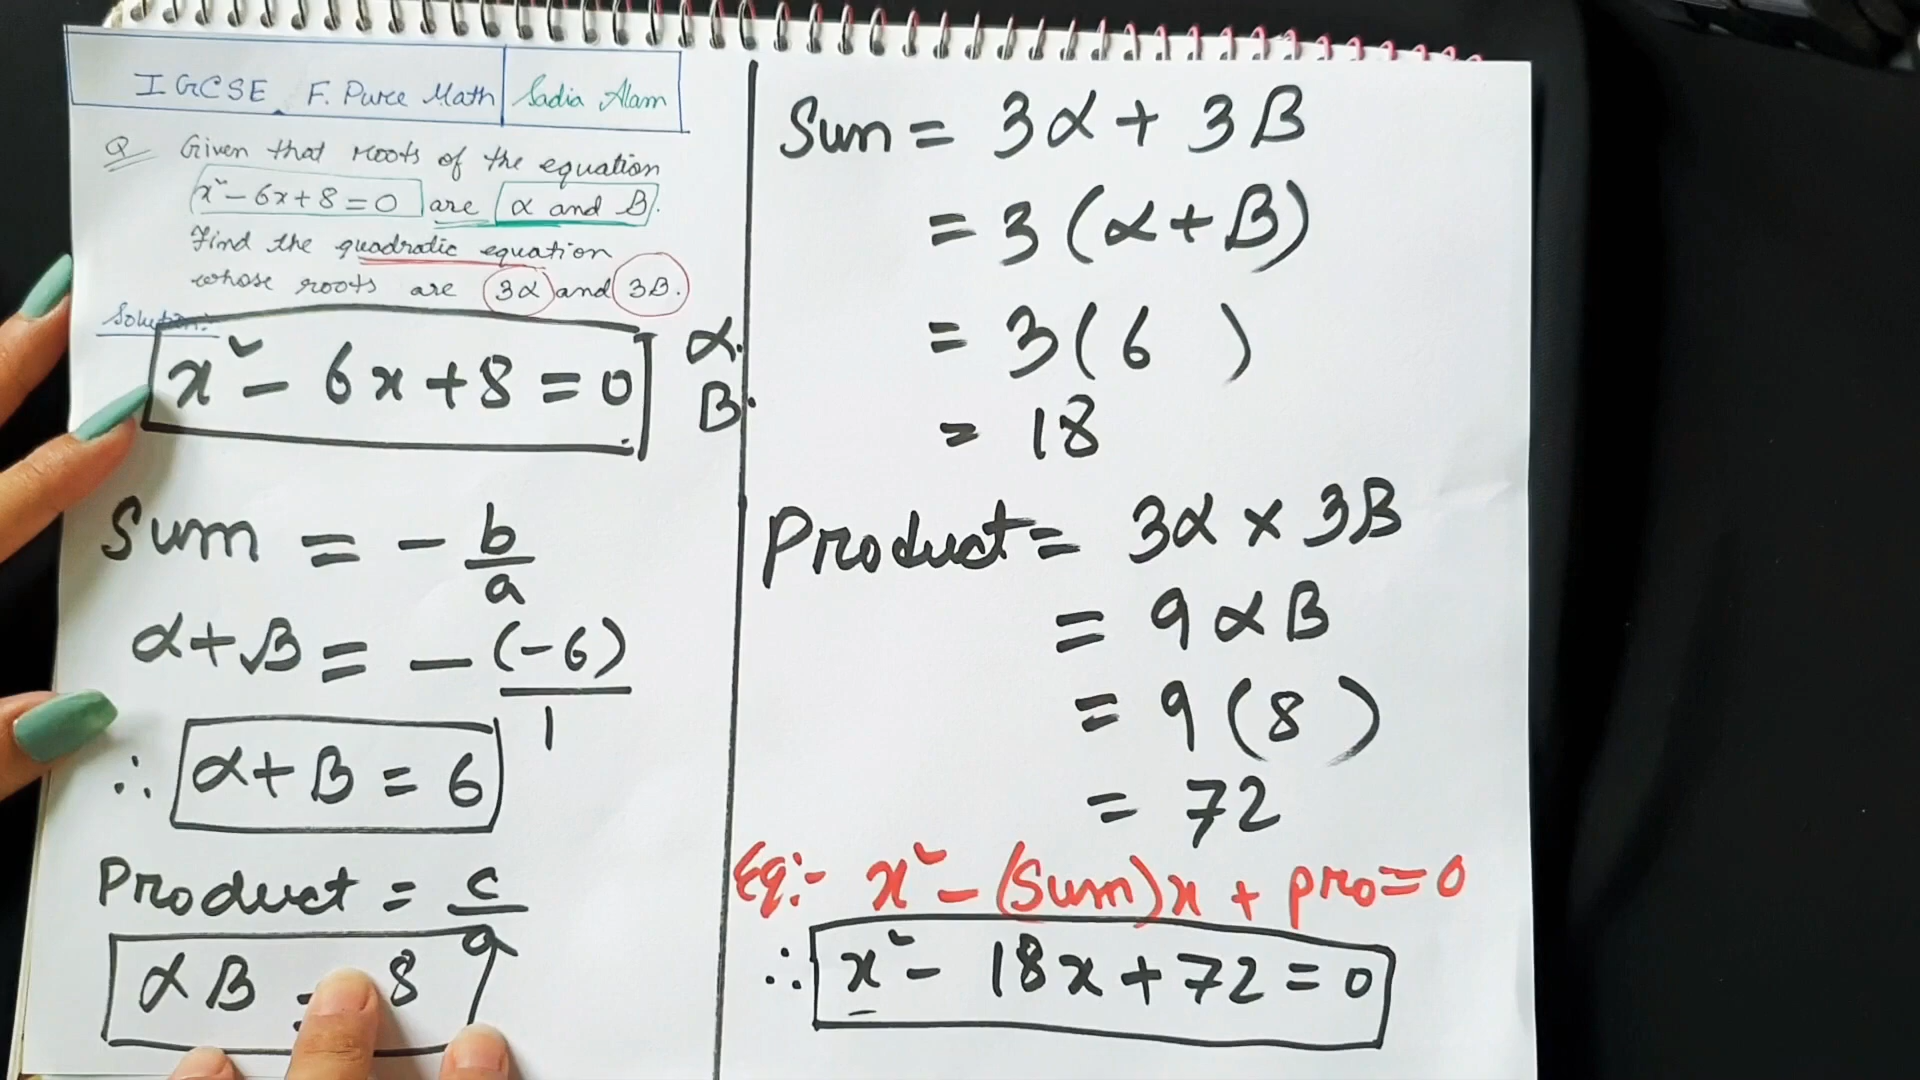 IGCSE F. Pure Math Sadia Alam
Q Given that roots of the equation
x² - 6x + 8 = 0 are α and β.
Find the quadratic equation
whose roots are 3α and 3β.
Solution:
x² - 6x + 8 = 0
α.
β.
Sum = - b/a
α + β = - (-6)/1
∴ α + β = 6
Product = c/a
αβ = 8
Sum = 3α + 3β
= 3(α + β)
= 3(6 )
= 18
Product = 3α × 3β
= 9αβ
= 9(8 )
= 72
Eq:- x² - (Sum)x + pro = 0
∴ x² - 18x + 72 = 0